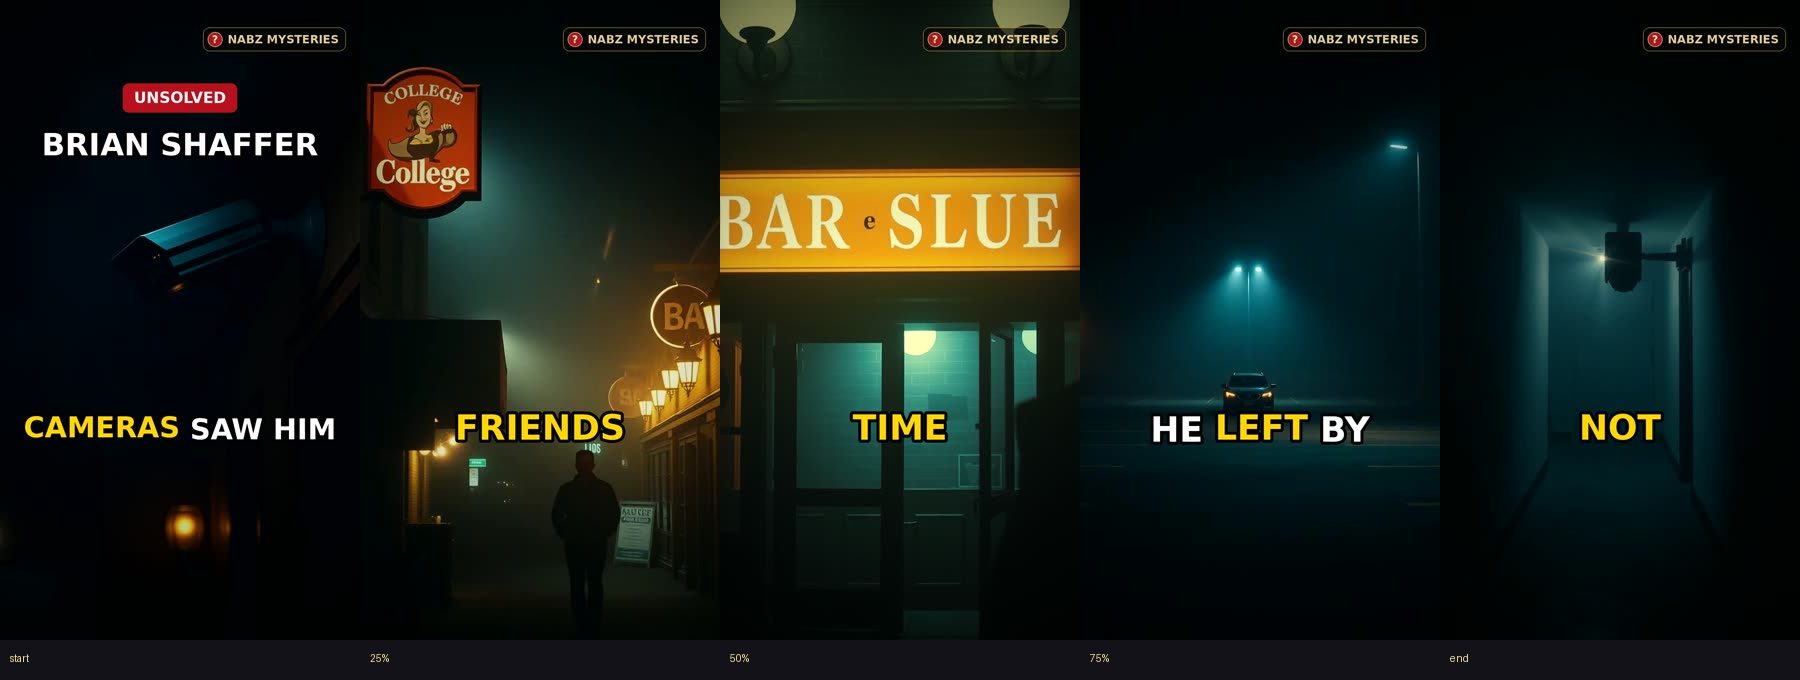 ? NABZ MYSTERIES
UNSOLVED
BRIAN SHAFFER
CAMERAS SAW HIM
start
? NABZ MYSTERIES
COLLEGE
College
BA
FRIENDS
25%
? NABZ MYSTERIES
BAR e SLUE
TIME
50%
? NABZ MYSTERIES
HE LEFT BY
75%
? NABZ MYSTERIES
NOT
end